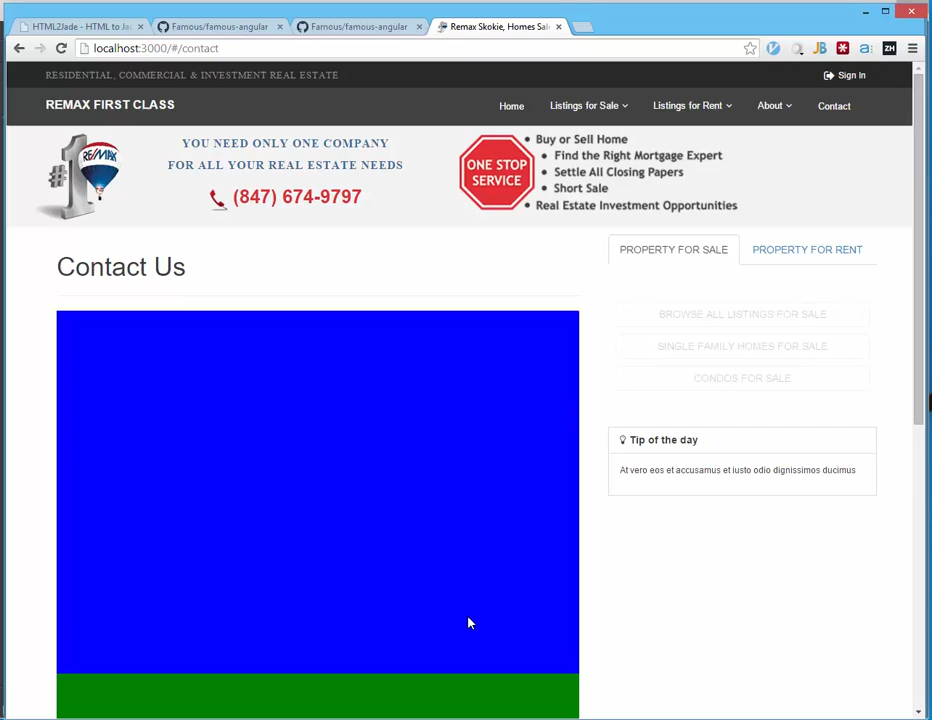 HTML2Jade - HTML to Ja
Famous/famous-angular
Famous/famous-angular
Remax Skokie, Homes Sal
localhost:3000/#/contact
JB
a:
ZH
RESIDENTIAL, COMMERCIAL & INVESTMENT REAL ESTATE
Sign In
REMAX FIRST CLASS
Home
Listings for Sale
Listings for Rent
About
Contact
#1
RE/MAX
YOU NEED ONLY ONE COMPANY
FOR ALL YOUR REAL ESTATE NEEDS
(847) 674-9797
ONE STOP
SERVICE
• Buy or Sell Home
• Find the Right Mortgage Expert
• Settle All Closing Papers
• Short Sale
• Real Estate Investment Opportunities
Contact Us
PROPERTY FOR SALE
PROPERTY FOR RENT
BROWSE ALL LISTINGS FOR SALE
SINGLE FAMILY HOMES FOR SALE
CONDOS FOR SALE
Tip of the day
At vero eos et accusamus et iusto odio dignissimos ducimus